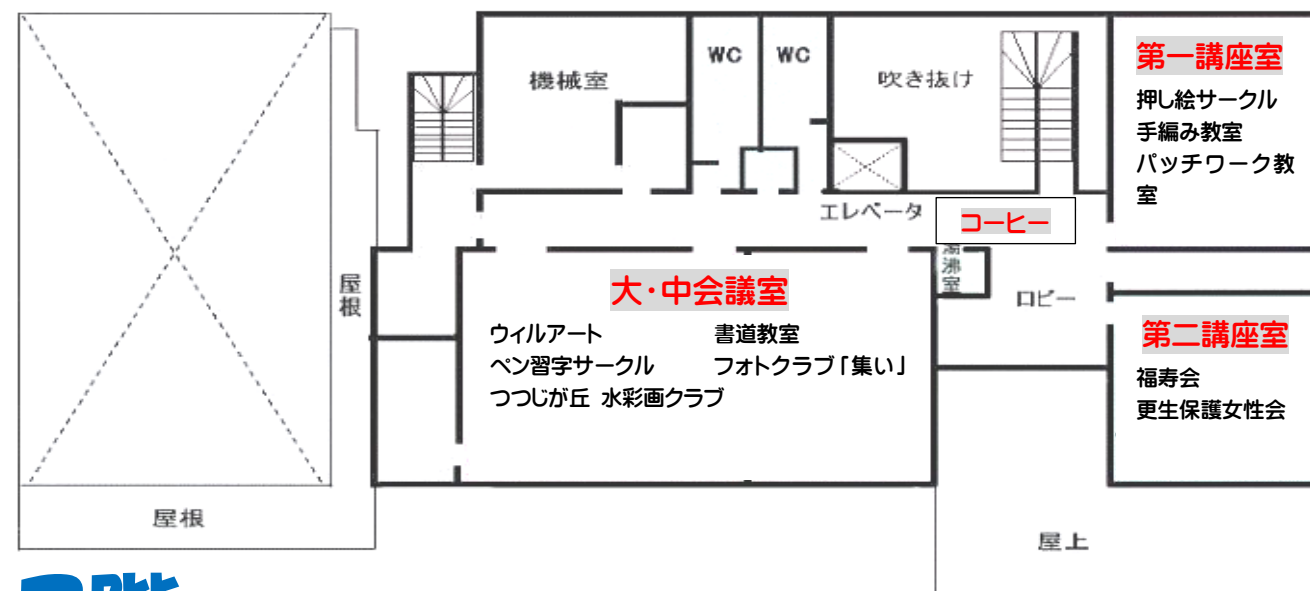 機械室
WC
WC
吹き抜け
第一講座室
押し絵サークル
手編み教室
パッチワーク教
室
エレベータ
コーヒー
湯沸室
ロビー
屋根
大・中会議室
ウィルアート
書道教室
ペン習字サークル
フォトクラブ「集い」
つつじが丘 水彩画クラブ
第二講座室
福寿会
更生保護女性会
屋根
屋上